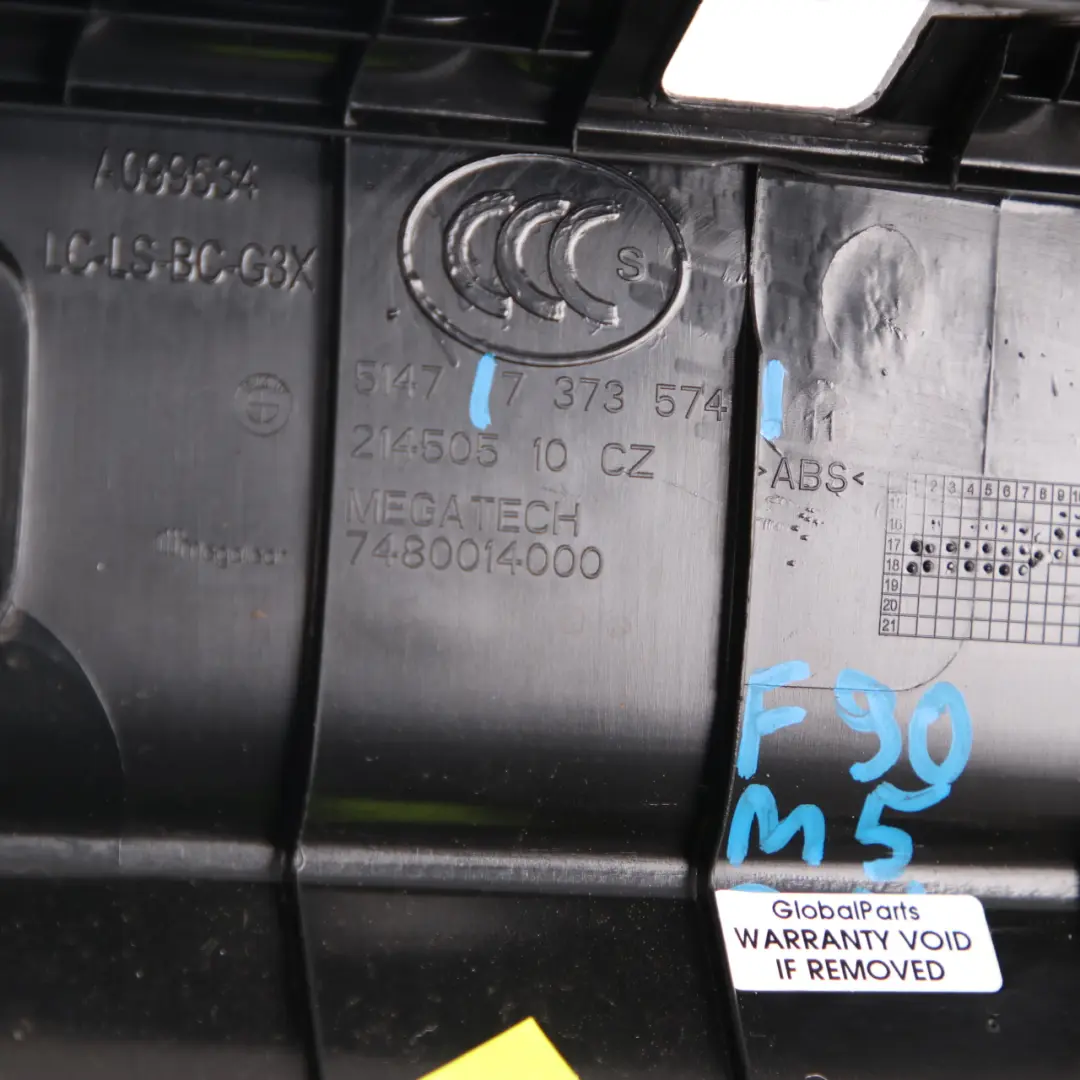 A099534
LC-LS-BC-G3X
CCC S
5147 7 373 574 11
214505 10 CZ
MEGATECH
7480014000
>ABS<
1 2 3 4 5 6 7 8 9 10
16
17
18
19
20
21
F90
M5
GlobalParts
WARRANTY VOID
IF REMOVED